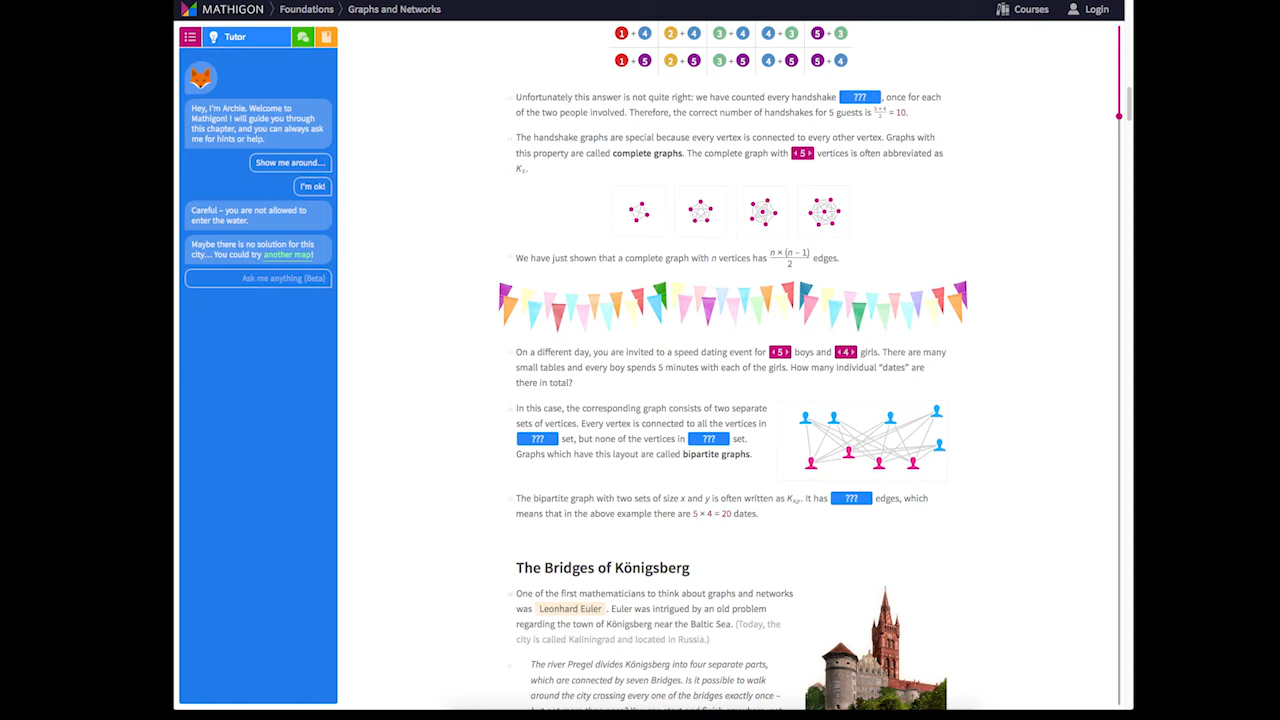 MATHIGON Foundations Graphs and Networks Courses Login
Tutor
Hey, I'm Archie. Welcome to
Mathigon! I will guide you through
this chapter, and you can always ask
me for hints or help.
Show me around…
I'm ok!
Careful – you are not allowed to
enter the water.
Maybe there is no solution for this
city… You could try another map!
Ask me anything (Beta)
1 + 4 2 + 4 3 + 4 4 + 3 5 + 3
1 + 5 2 + 5 3 + 5 4 + 5 5 + 4
Unfortunately this answer is not quite right: we have counted every handshake ??? , once for each
of the two people involved. Therefore, the correct number of handshakes for 5 guests is 5 × 4 / 2 = 10.
The handshake graphs are special because every vertex is connected to every other vertex. Graphs with
this property are called complete graphs. The complete graph with 5 vertices is often abbreviated as
K5.
We have just shown that a complete graph with n vertices has n × (n – 1) / 2 edges.
On a different day, you are invited to a speed dating event for 5 boys and 4 girls. There are many
small tables and every boy spends 5 minutes with each of the girls. How many individual “dates” are
there in total?
In this case, the corresponding graph consists of two separate
sets of vertices. Every vertex is connected to all the vertices in
??? set, but none of the vertices in ??? set.
Graphs which have this layout are called bipartite graphs.
The bipartite graph with two sets of size x and y is often written as Kx,y. It has ??? edges, which
means that in the above example there are 5 × 4 = 20 dates.
The Bridges of Königsberg
One of the first mathematicians to think about graphs and networks
was Leonhard Euler . Euler was intrigued by an old problem
regarding the town of Königsberg near the Baltic Sea. (Today, the
city is called Kaliningrad and located in Russia.)
The river Pregel divides Königsberg into four separate parts,
which are connected by seven Bridges. Is it possible to walk
around the city crossing every one of the bridges exactly once –